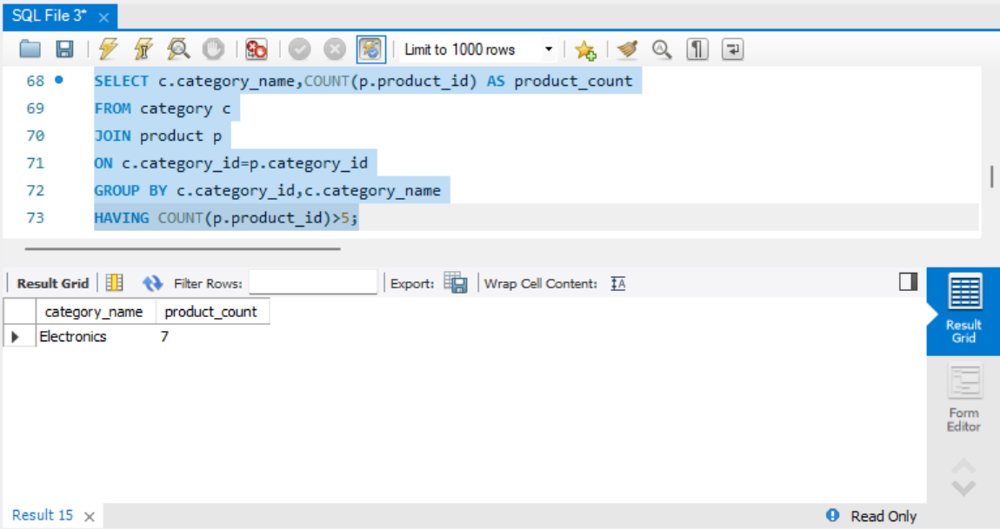 SQL File 3*
Limit to 1000 rows
68 SELECT c.category_name,COUNT(p.product_id) AS product_count
69 FROM category c
70 JOIN product p
71 ON c.category_id=p.category_id
72 GROUP BY c.category_id,c.category_name
73 HAVING COUNT(p.product_id)>5;
Result Grid Filter Rows: Export: Wrap Cell Content:
category_name product_count
Electronics 7
Result
Grid
Form
Editor
Result 15 Read Only